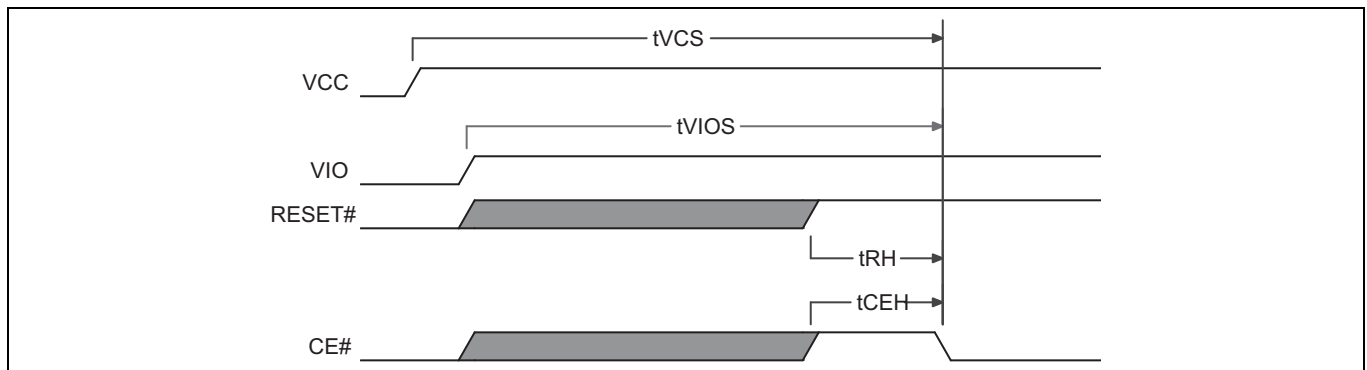 tVCS
VCC
tVIOS
VIO
RESET#
tRH
tCEH
CE#